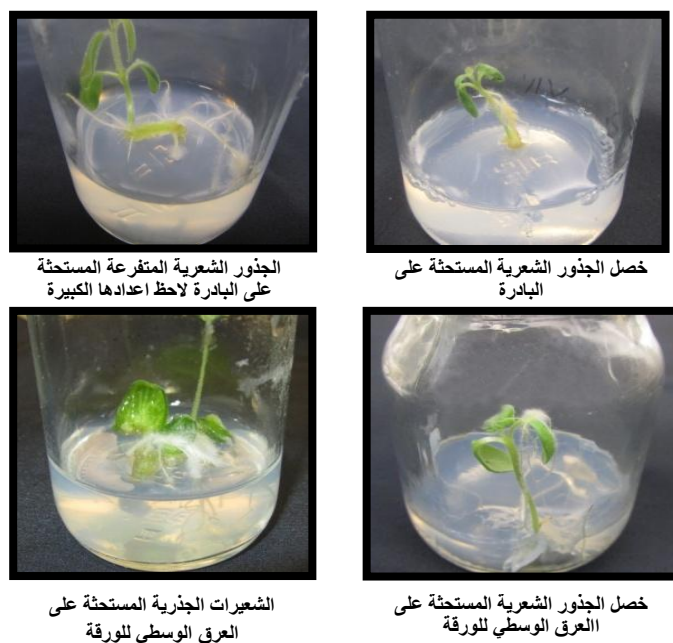 خصل الجذور الشعرية المستحثة على
البادرة
الجذور الشعرية المتفرعة المستحثة
على البادرة لاحظ اعدادها الكبيرة
خصل الجذور الشعرية المستحثة على
االعرق الوسطي للورقة
الشعيرات الجذرية المستحثة على
العرق الوسطي للورقة